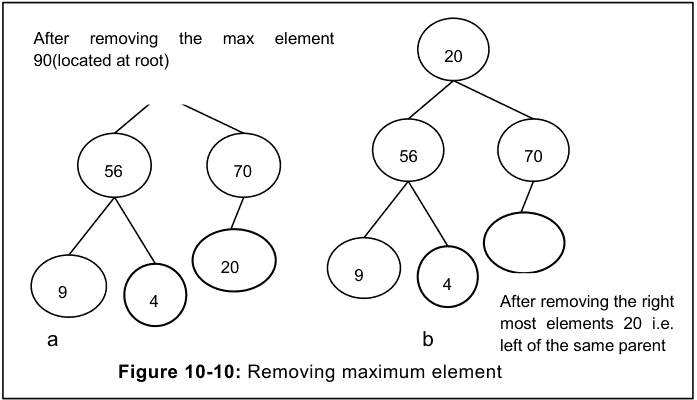 After removing the max element
90(located at root)
56
70
9
4
20
a
20
56
70
9
4
b
After removing the right
most elements 20 i.e.
left of the same parent
Figure 10-10: Removing maximum element